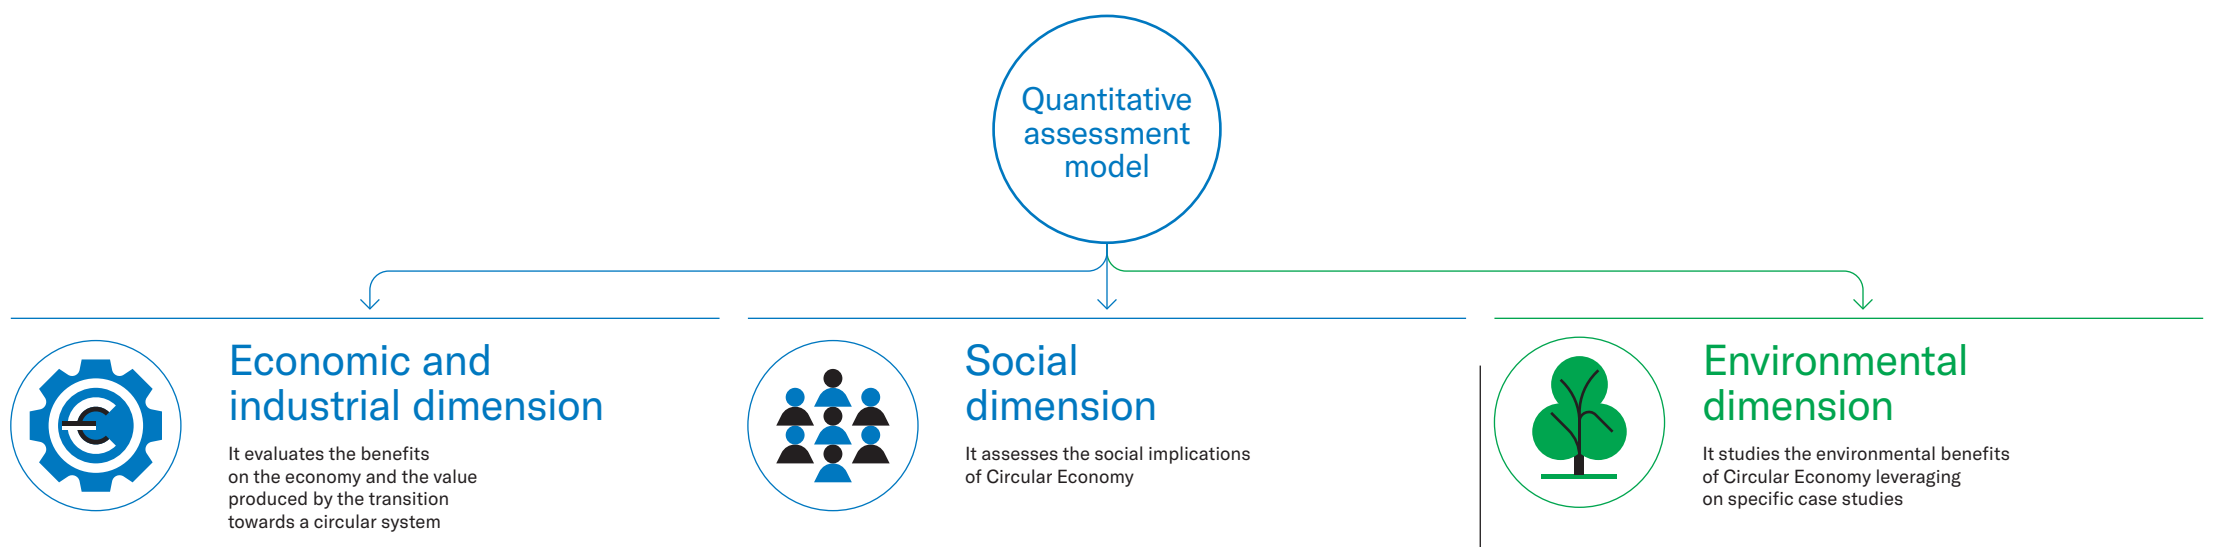 Quantitative
assessment
model
Economic and
industrial dimension
It evaluates the benefits
on the economy and the value
produced by the transition
towards a circular system
Social
dimension
It assesses the social implications
of Circular Economy
Environmental
dimension
It studies the environmental benefits
of Circular Economy leveraging
on specific case studies